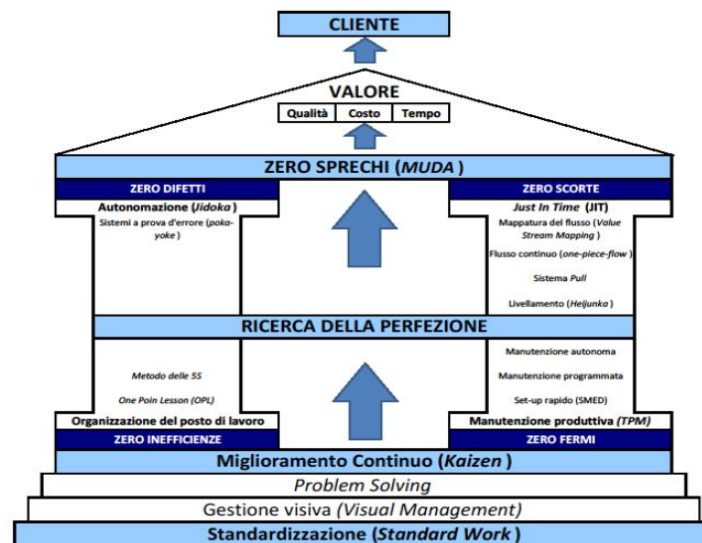 CLIENTE
VALORE
Qualità Costo Tempo
ZERO SPRECHI (MUDA)
ZERO DIFETTI
Autonomazione (Jidoka)
Sistemi a prova d'errore (poka-
yoke)
ZERO SCORTE
Just In Time (JIT)
Mappatura del flusso (Value
Stream Mapping)
Flusso continuo (one-piece-flow)
Sistema Pull
Livellamento (Heijunka)
RICERCA DELLA PERFEZIONE
Metodo delle 5S
One Poin Lesson (OPL)
Organizzazione del posto di lavoro
ZERO INEFFICIENZE
Manutenzione autonoma
Manutenzione programmata
Set-up rapido (SMED)
Manutenzione produttiva (TPM)
ZERO FERMI
Miglioramento Continuo (Kaizen)
Problem Solving
Gestione visiva (Visual Management)
Standardizzazione (Standard Work)